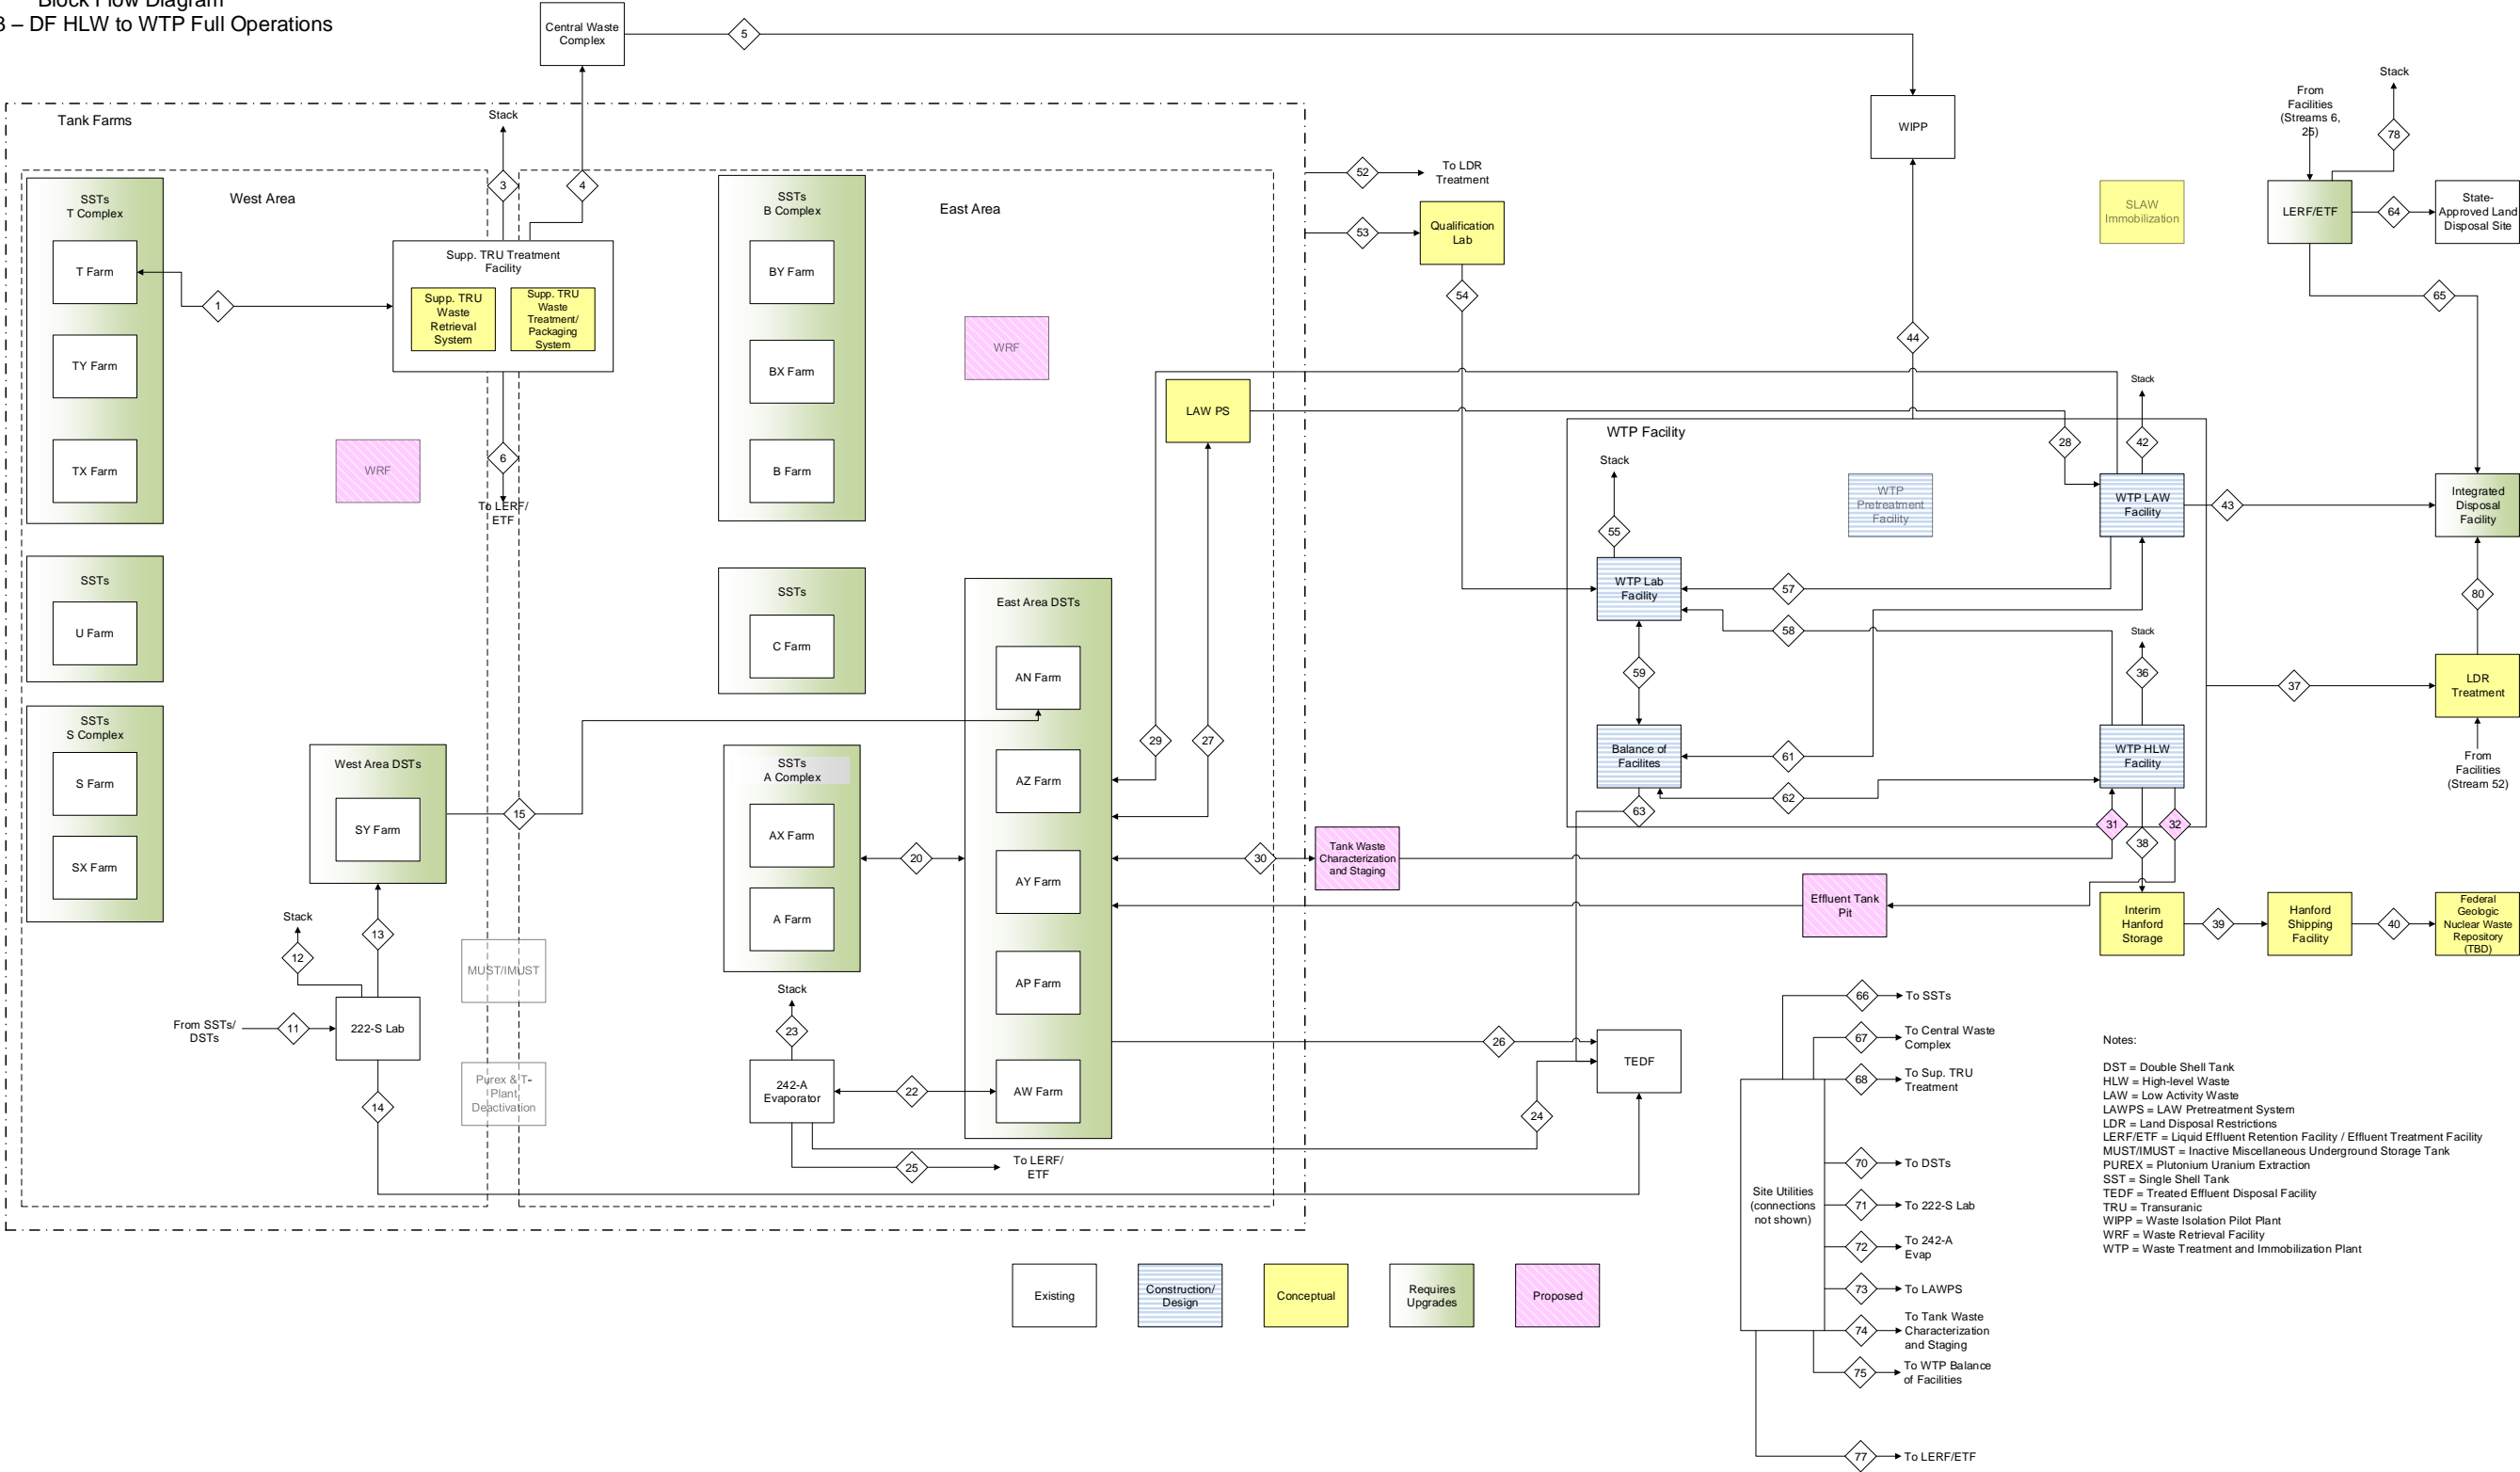 Block Flow Diagram
3 – DF HLW to WTP Full Operations
Central Waste
Complex
5
Tank Farms
Stack
3
4
West Area
East Area
SSTs
T Complex
T Farm
TY Farm
TX Farm
1
Supp. TRU Treatment
Facility
Supp. TRU
Waste
Retrieval
System
Supp. TRU
Waste
Treatment/
Packaging
System
WRF
6
To LERF/
ETF
SSTs
U Farm
SSTs
S Complex
S Farm
SX Farm
West Area DSTs
SY Farm
15
13
Stack
12
From SSTs/
DSTs
11
222-S Lab
14
MUST/IMUST
Purex & T-
Plant
Deactivation
SSTs
B Complex
BY Farm
BX Farm
B Farm
WRF
LAW PS
SSTs
C Farm
East Area DSTs
AN Farm
AZ Farm
AY Farm
AP Farm
AW Farm
29
27
SSTs
A Complex
AX Farm
A Farm
20
30
Stack
23
242-A
Evaporator
22
25
To LERF/
ETF
24
26
TEDF
52
To LDR
Treatment
53
Qualification
Lab
54
Tank Waste
Characterization
and Staging
WIPP
44
SLAW
Immobilization
From
Facilities
(Streams 6,
25)
Stack
78
LERF/ETF
64
State-
Approved Land
Disposal Site
65
WTP Facility
Stack
55
WTP Lab
Facility
WTP
Pretreatment
Facility
28
Stack
42
WTP LAW
Facility
43
Integrated
Disposal
Facility
57
58
59
61
62
63
Balance of
Facilites
Stack
36
WTP HLW
Facility
31
32
38
37
80
LDR
Treatment
From
Facilities
(Stream 52)
Effluent Tank
Pit
Interim
Hanford
Storage
39
Hanford
Shipping
Facility
40
Federal
Geologic
Nuclear Waste
Repository
(TBD)
Site Utilities
(connections
not shown)
66
To SSTs
67
To Central Waste
Complex
68
To Sup. TRU
Treatment
70
To DSTs
71
To 222-S Lab
72
To 242-A
Evap
73
To LAWPS
74
To Tank Waste
Characterization
and Staging
75
To WTP Balance
of Facilities
77
To LERF/ETF
Notes:
DST = Double Shell Tank
HLW = High-level Waste
LAW = Low Activity Waste
LAWPS = LAW Pretreatment System
LDR = Land Disposal Restrictions
LERF/ETF = Liquid Effluent Retention Facility / Effluent Treatment Facility
MUST/IMUST = Inactive Miscellaneous Underground Storage Tank
PUREX = Plutonium Uranium Extraction
SST = Single Shell Tank
TEDF = Treated Effluent Disposal Facility
TRU = Transuranic
WIPP = Waste Isolation Pilot Plant
WRF = Waste Retrieval Facility
WTP = Waste Treatment and Immobilization Plant
Existing
Construction/
Design
Conceptual
Requires
Upgrades
Proposed